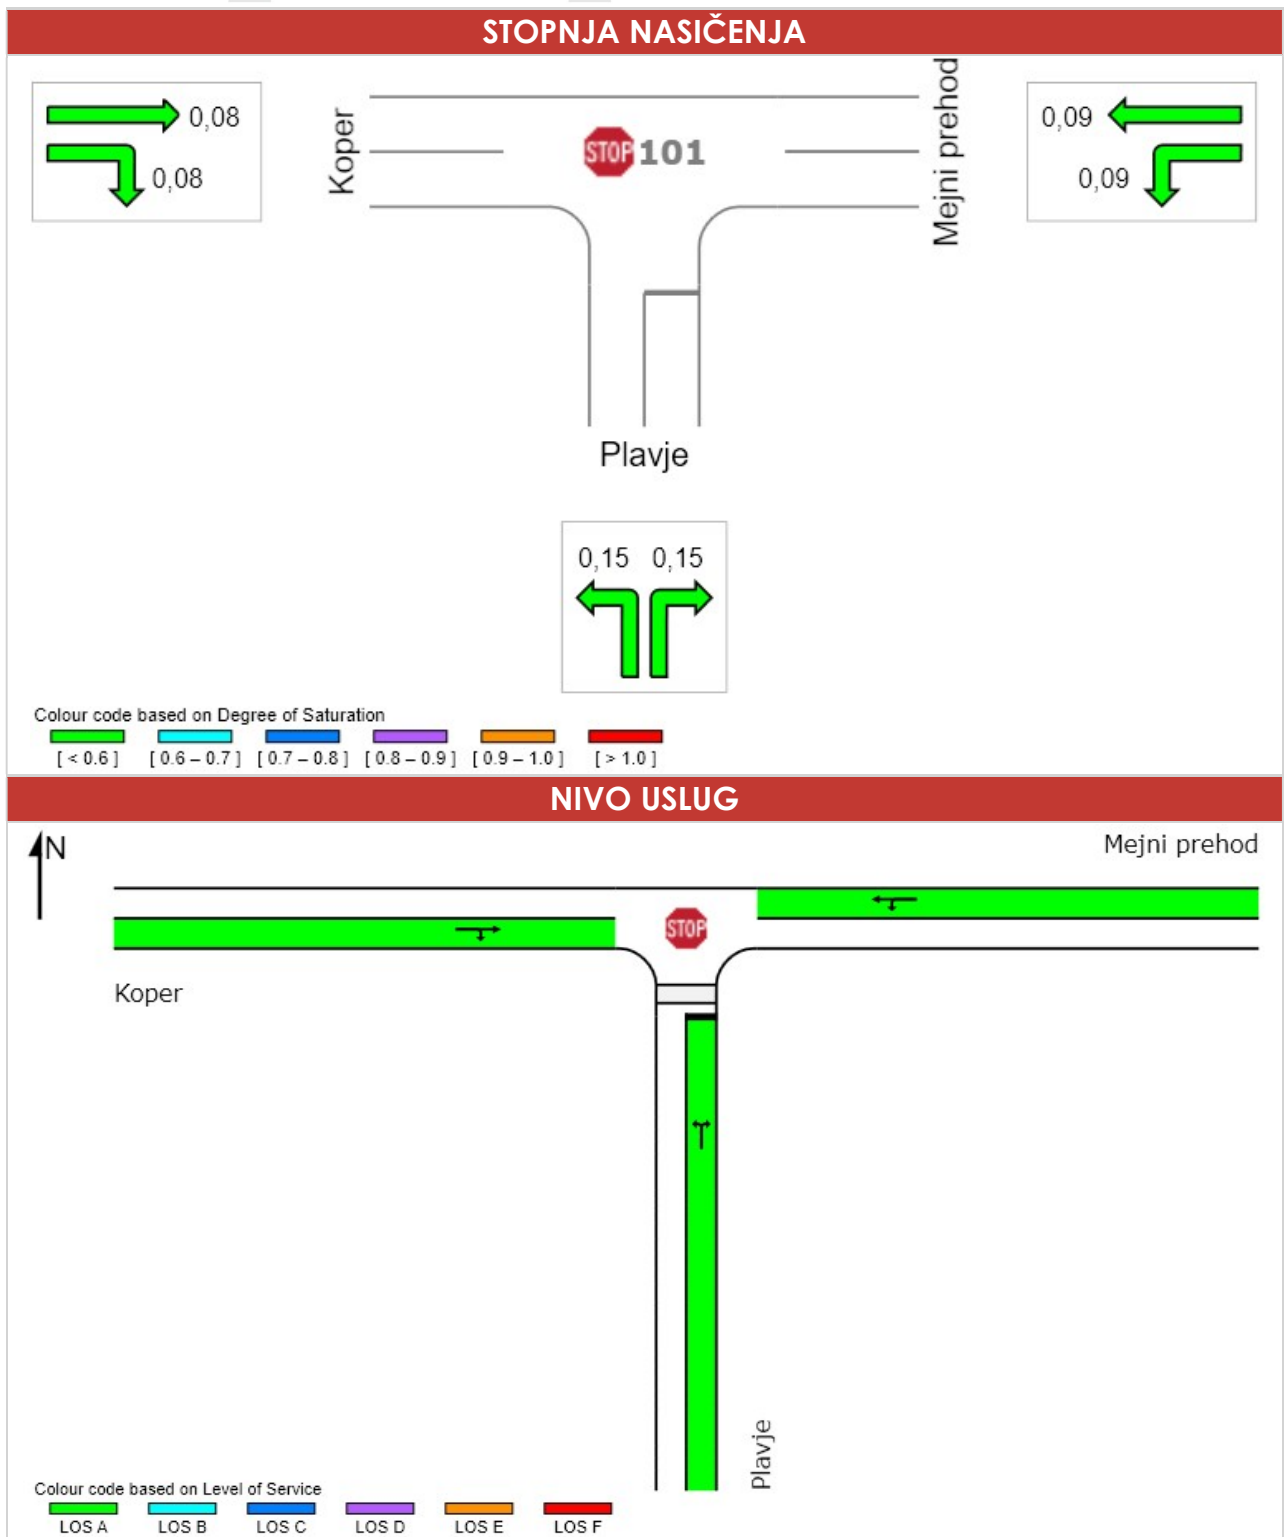 STOPNJA NASIČENJA
0,08
0,08
Koper
STOP 101
Mejni prehod
0,09
0,09
Plavje
0,15 0,15
Colour code based on Degree of Saturation
[ < 0.6 ] [ 0.6 – 0.7 ] [ 0.7 – 0.8 ] [ 0.8 – 0.9 ] [ 0.9 – 1.0 ] [ > 1.0 ]
NIVO USLUG
N
Mejni prehod
STOP
Koper
Plavje
Colour code based on Level of Service
LOS A LOS B LOS C LOS D LOS E LOS F